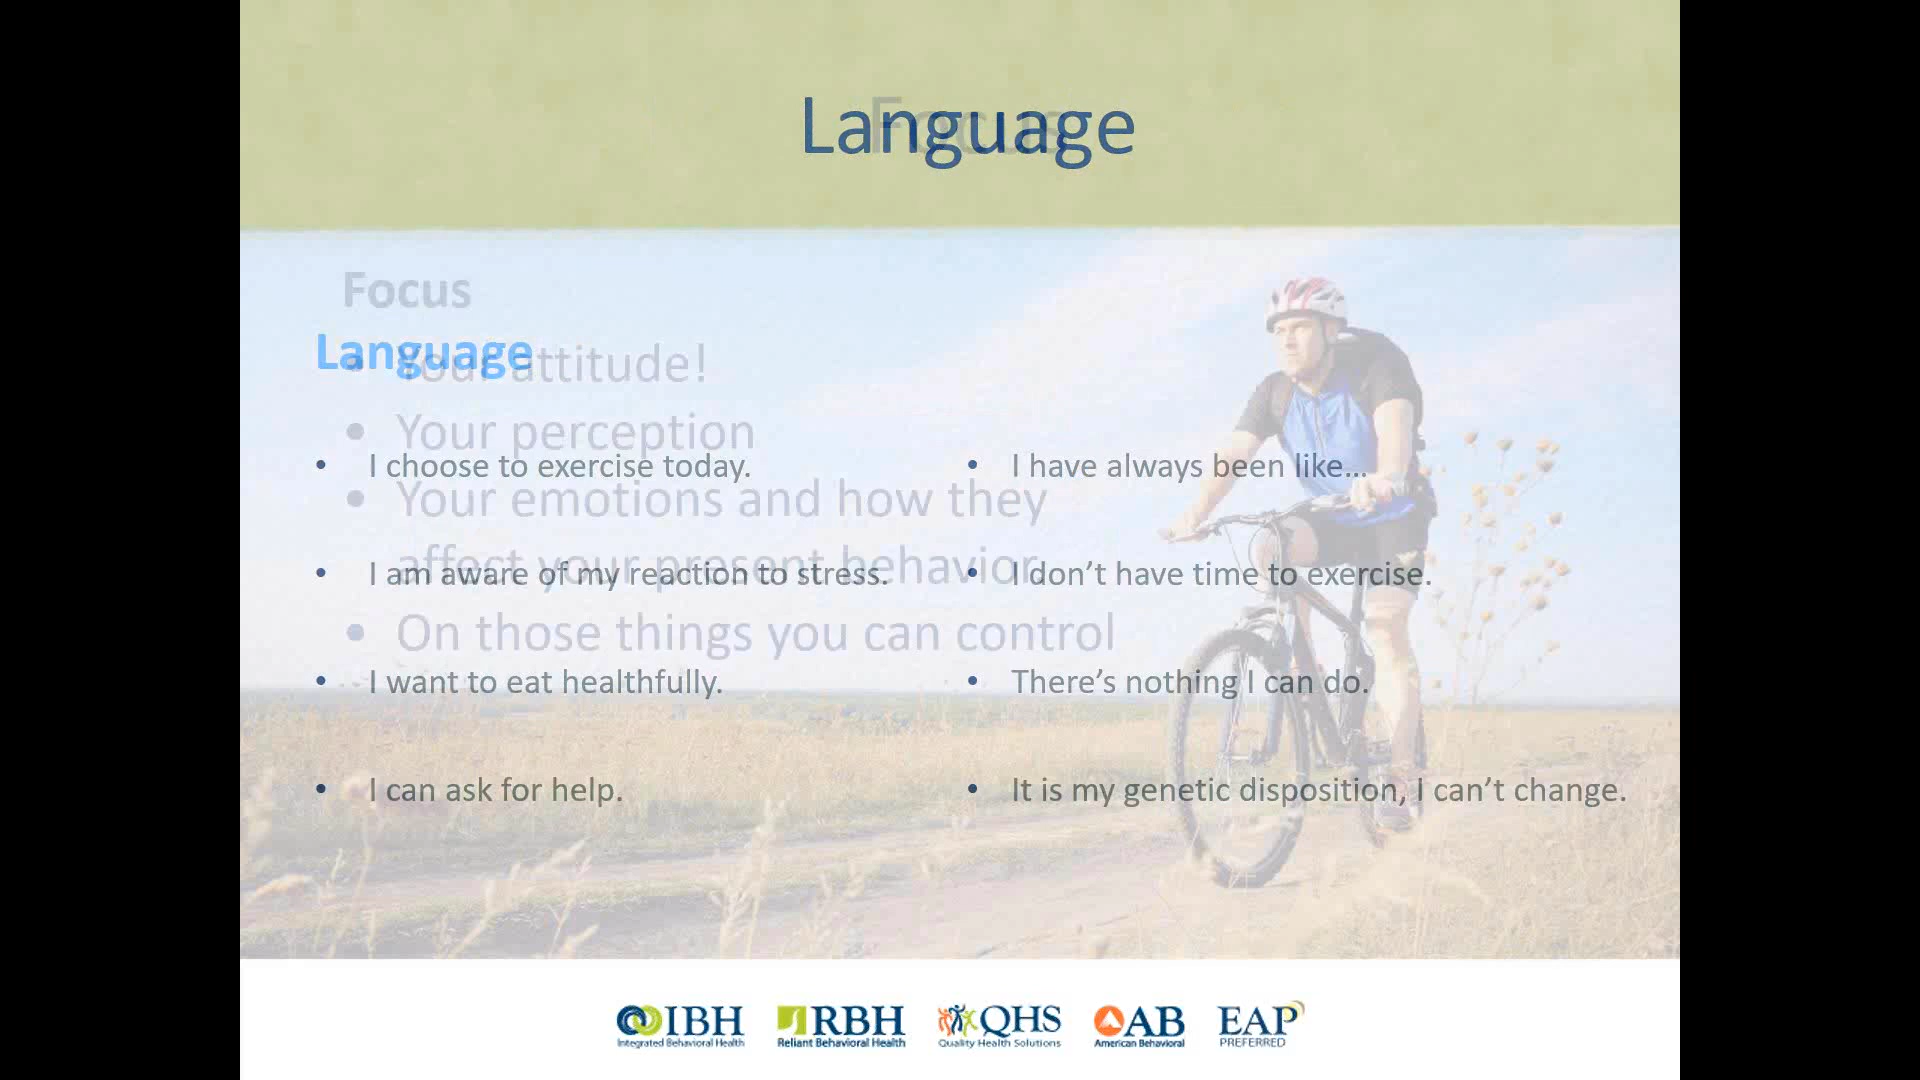 Language
Focus
Focus
Language
• Your attitude!
• Your perception
• I choose to exercise today.
• I have always been like...
• Your emotions and how they
affect your present behavior
• I am aware of my reaction to stress.
• I don't have time to exercise.
• On those things you can control
• I want to eat healthfully.
• There's nothing I can do.
• I can ask for help.
• It is my genetic disposition, I can't change.
IBH
Integrated Behavioral Health
RBH
Reliant Behavioral Health
QHS
Quality Health Solutions
AB
American Behavioral
EAP
PREFERRED